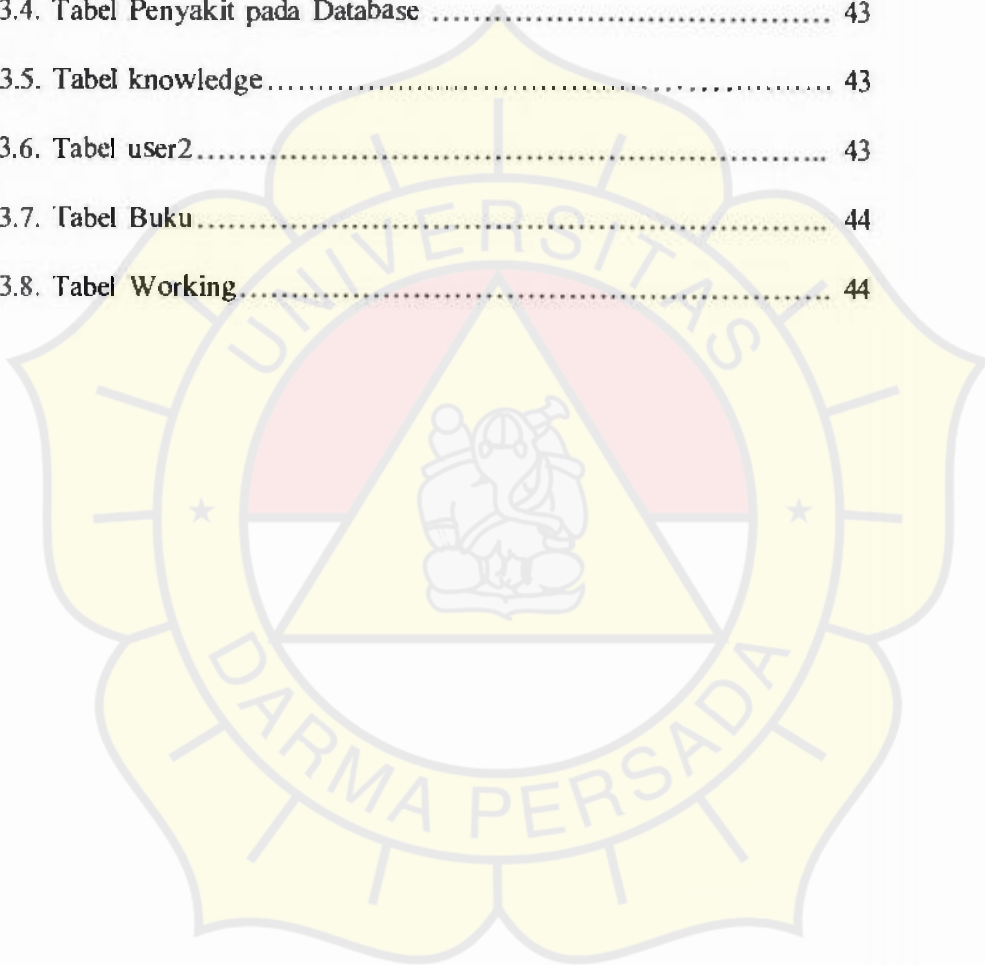 3.4. Tabel Penyakit pada Database ........................................ 43
3.5. Tabel knowledge ........................................ 43
3.6. Tabel user2 ........................................ 43
3.7. Tabel Buku ........................................ 44
3.8. Tabel Working ........................................ 44
UNIVERSITAS
DARMA PERSADA